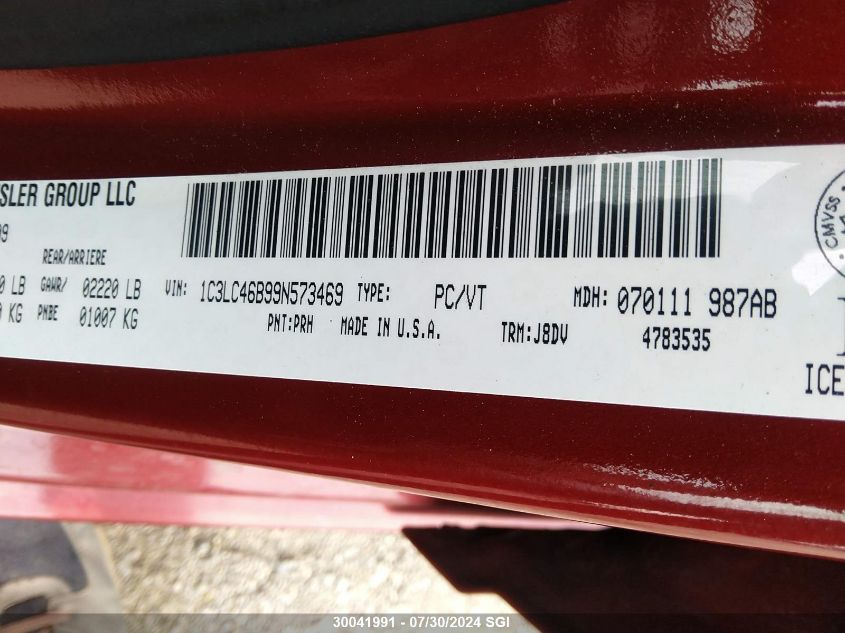 SLER GROUP LLC
09
REAR/ARRIERE
0 LB GAWR/ 02220 LB
KG PNBE 01007 KG
VIN: 1C3LC46B99N573469 TYPE: PC/VT MDH: 070111 987AB
PNT:PRH MADE IN U.S.A. TRM:J8DV 4783535
CMVSS
ICE
30041991 - 07/30/2024 SGI